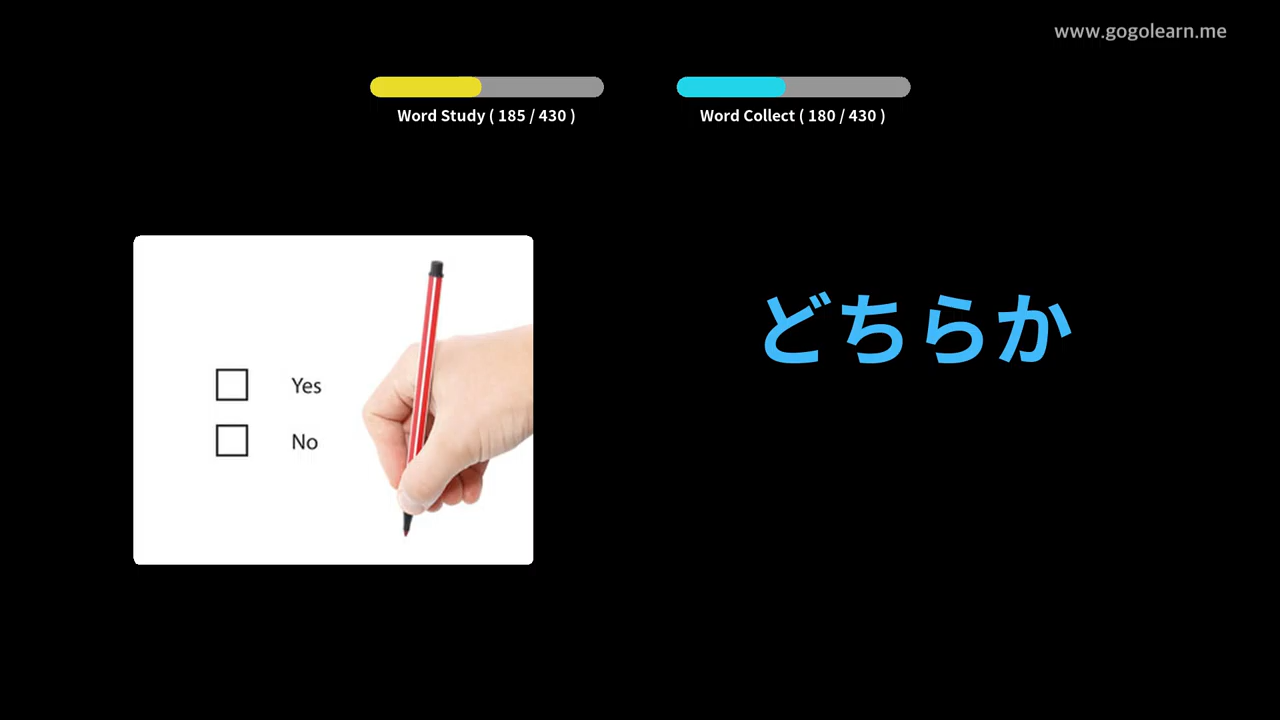 www.gogolearn.me
Word Study ( 185 / 430 )
Word Collect ( 180 / 430 )
Yes
No
どちらか